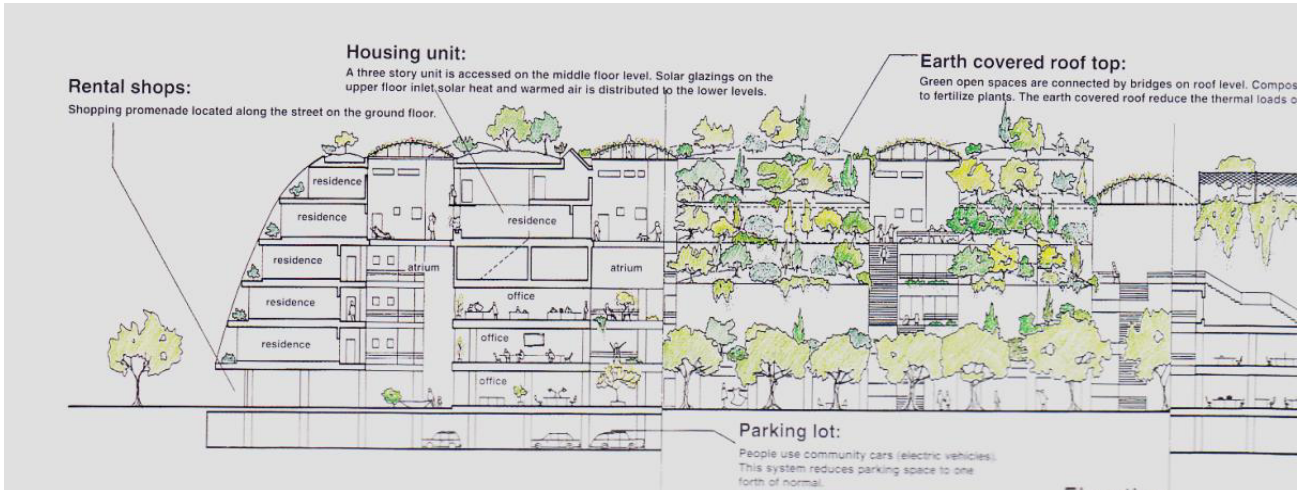 Housing unit:
A three story unit is accessed on the middle floor level. Solar glazings on the
upper floor inlet solar heat and warmed air is distributed to the lower levels.
Earth covered roof top:
Green open spaces are connected by bridges on roof level. Compos
to fertilize plants. The earth covered roof reduce the thermal loads o
Rental shops:
Shopping promenade located along the street on the ground floor.
residence
residence
residence
residence
atrium
atrium
residence
office
residence
office
office
Parking lot:
People use community cars (electric vehicles).
This system reduces parking space to one
forth of normal.